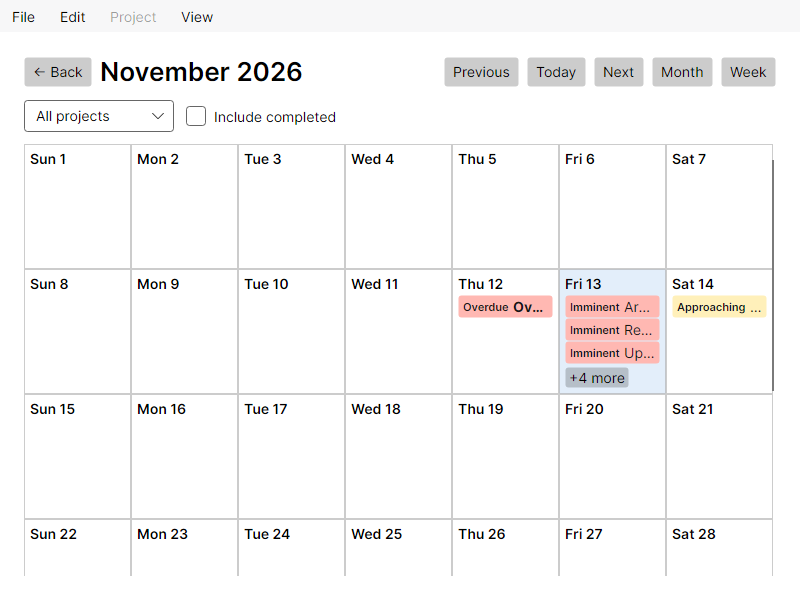 File Edit Project View
← Back November 2026 Previous Today Next Month Week
All projects Include completed
Sun 1 Mon 2 Tue 3 Wed 4 Thu 5 Fri 6 Sat 7
Sun 8 Mon 9 Tue 10 Wed 11 Thu 12 Fri 13 Sat 14
Overdue Ov... Imminent Ar... Approaching ...
Imminent Re...
Imminent Up...
+4 more
Sun 15 Mon 16 Tue 17 Wed 18 Thu 19 Fri 20 Sat 21
Sun 22 Mon 23 Tue 24 Wed 25 Thu 26 Fri 27 Sat 28